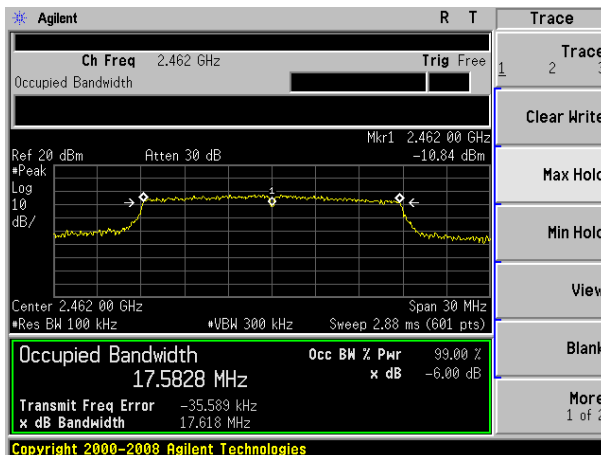 Agilent R T Trace
Ch Freq 2.462 GHz Trig Free
Occupied Bandwidth
Trace
1 2 3
Clear Write
Max Hold
Min Hold
View
Blank
More
1 of 2
Mkr1 2.462 00 GHz
Ref 20 dBm Atten 30 dB -10.84 dBm
#Peak
Log
10
dB/
1
Center 2.462 00 GHz Span 30 MHz
#Res BW 100 kHz #VBW 300 kHz Sweep 2.88 ms (601 pts)
Occupied Bandwidth Occ BW % Pwr 99.00 %
17.5828 MHz x dB -6.00 dB
Transmit Freq Error -35.589 kHz
x dB Bandwidth 17.618 MHz
Copyright 2000-2008 Agilent Technologies